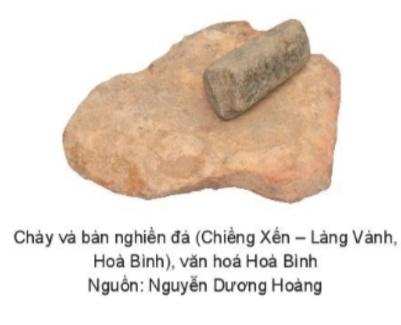 Chày và bàn nghiền đá (Chiềng Xến – Làng Vành,
Hoà Bình), văn hoá Hoà Bình
Nguồn: Nguyễn Dương Hoàng